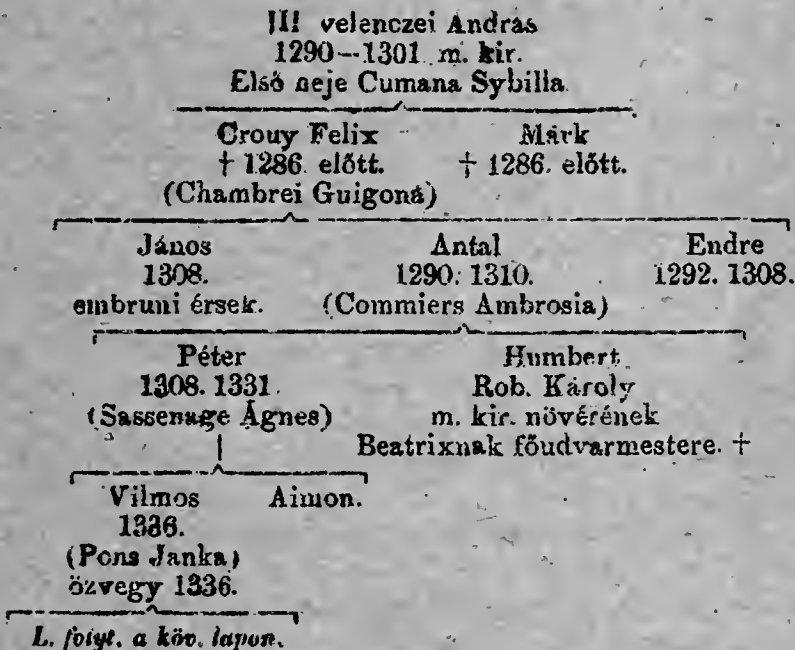 III velenczei András
1290—1301 m. kir.
Első neje Cumana Sybilla
Crouy Felix Márk
† 1286. előtt. † 1286. előtt.
(Chambrei Guigona)
János Antal Endre
1308. 1290. 1310. 1292. 1308.
embruni érsek. (Commiers Ambrosia)
Péter Humbert
1308. 1331. Rob. Károly
(Sassenage Ágnes) m. kir. növérének
Beatrixnak főudvarmestere. †
Vilmos Aimon.
1336.
(Pons Janka)
özvegy 1336.
L. folyt. a köv. lapon.